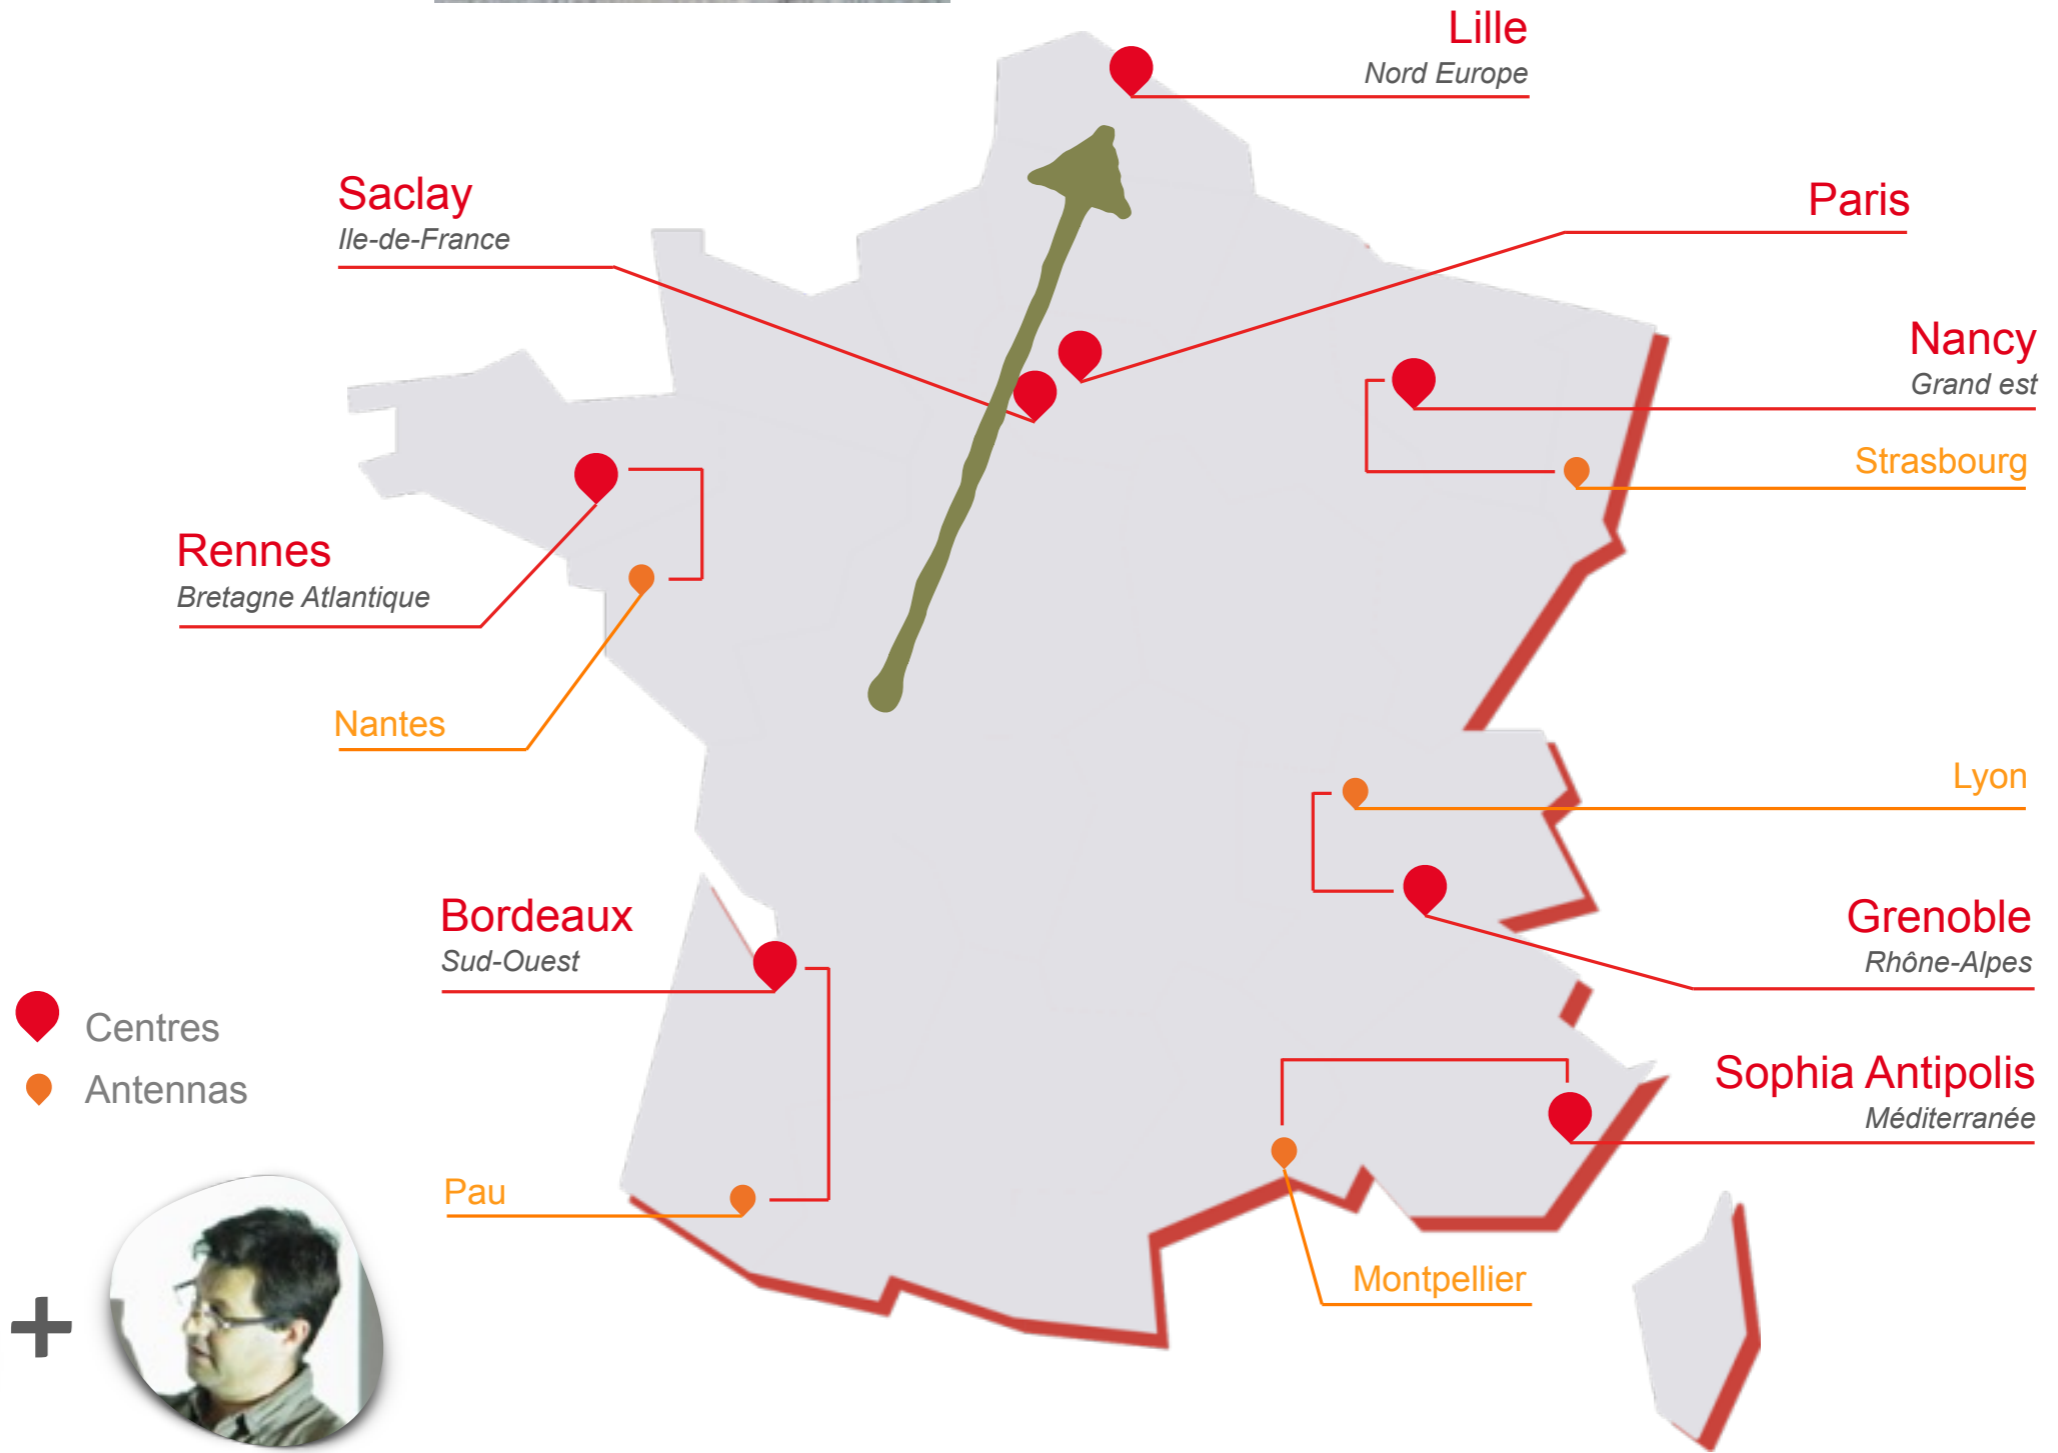 Lille
Nord Europe
Saclay
Ile-de-France
Paris
Nancy
Grand est
Strasbourg
Rennes
Bretagne Atlantique
Nantes
Lyon
Bordeaux
Sud-Ouest
Grenoble
Rhône-Alpes
Centres
Antennas
Sophia Antipolis
Méditerranée
Pau
Montpellier
+